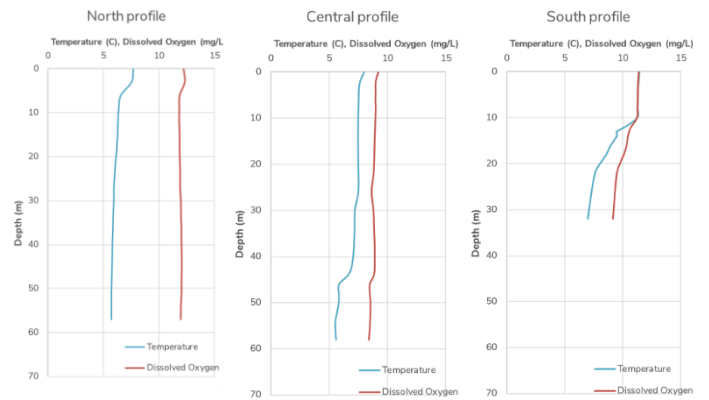 North profile
Temperature (C), Dissolved Oxygen (mg/L
0 5 10 15
0
10
20
30
40
50
60
70
Depth (m)
Temperature
Dissolved Oxygen
Central profile
Temperature (C), Dissolved Oxygen (mg/L)
0 5 10 15
0
10
20
30
40
50
60
70
Depth (m)
Temperature
Dissolved Oxygen
South profile
Temperature (C), Dissolved Oxygen (mg/L)
0 5 10 15
0
10
20
30
40
50
60
70
Depth (m)
Temperature
Dissolved Oxygen